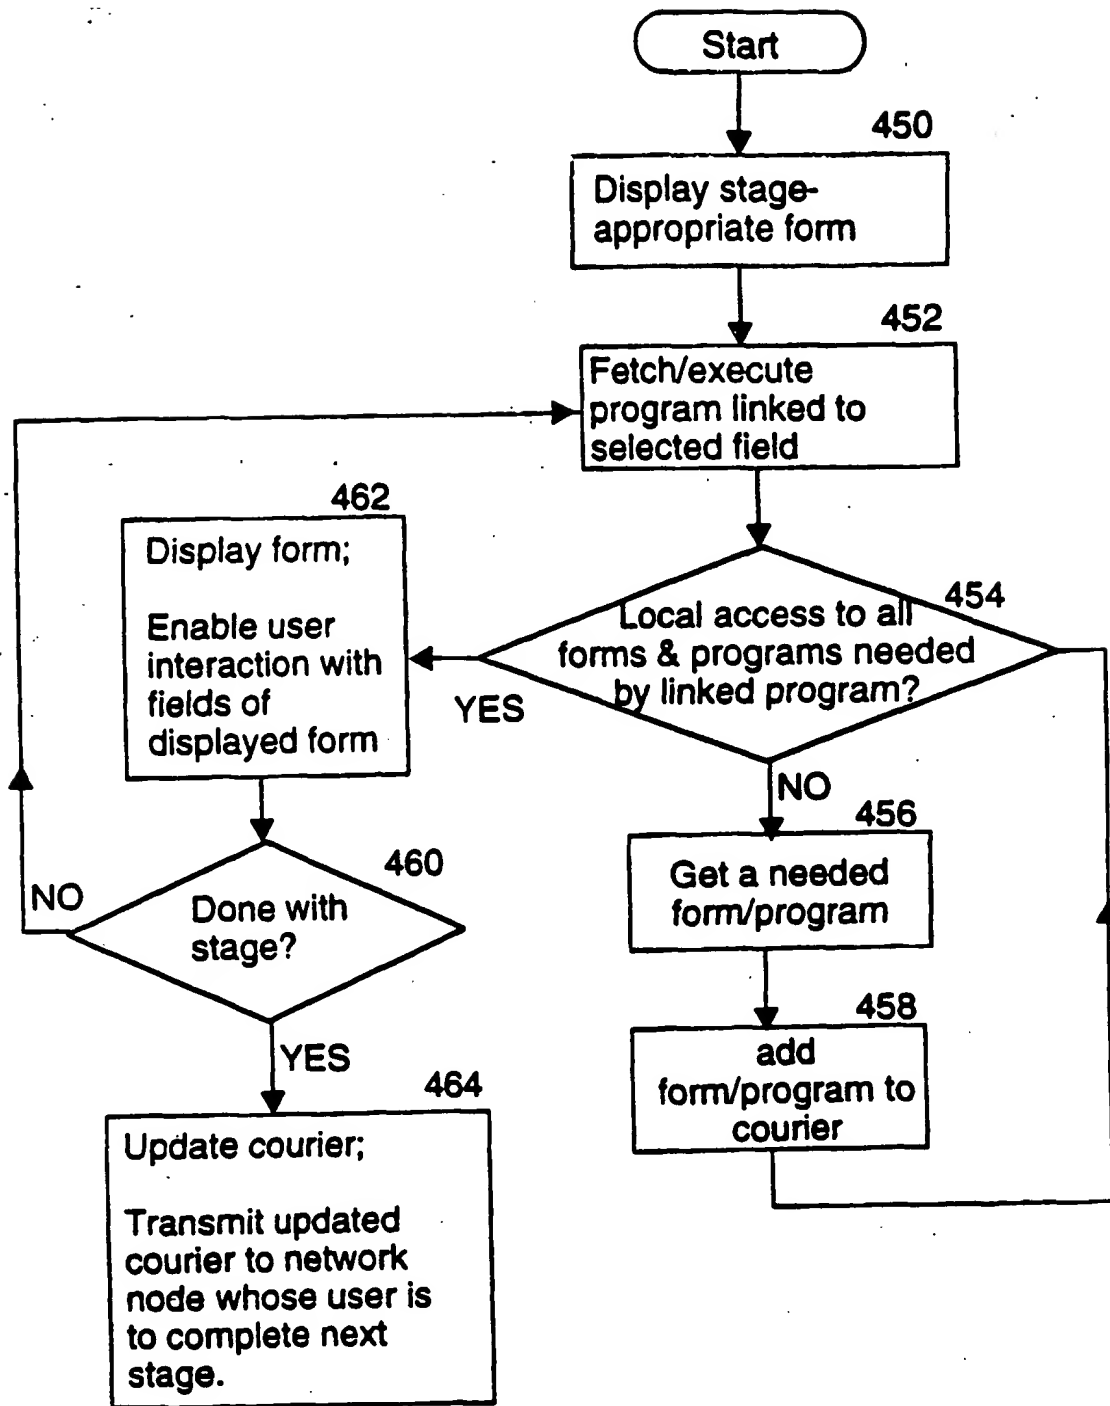 Start
450
Display stage-
appropriate form
452
Fetch/execute
program linked to
selected field
454
Local access to all
forms & programs needed
by linked program?
YES
NO
462
Display form;
Enable user
interaction with
fields of
displayed form
456
Get a needed
form/program
460
Done with
stage?
NO
YES
458
add
form/program to
courier
464
Update courier;
Transmit updated
courier to network
node whose user is
to complete next
stage.